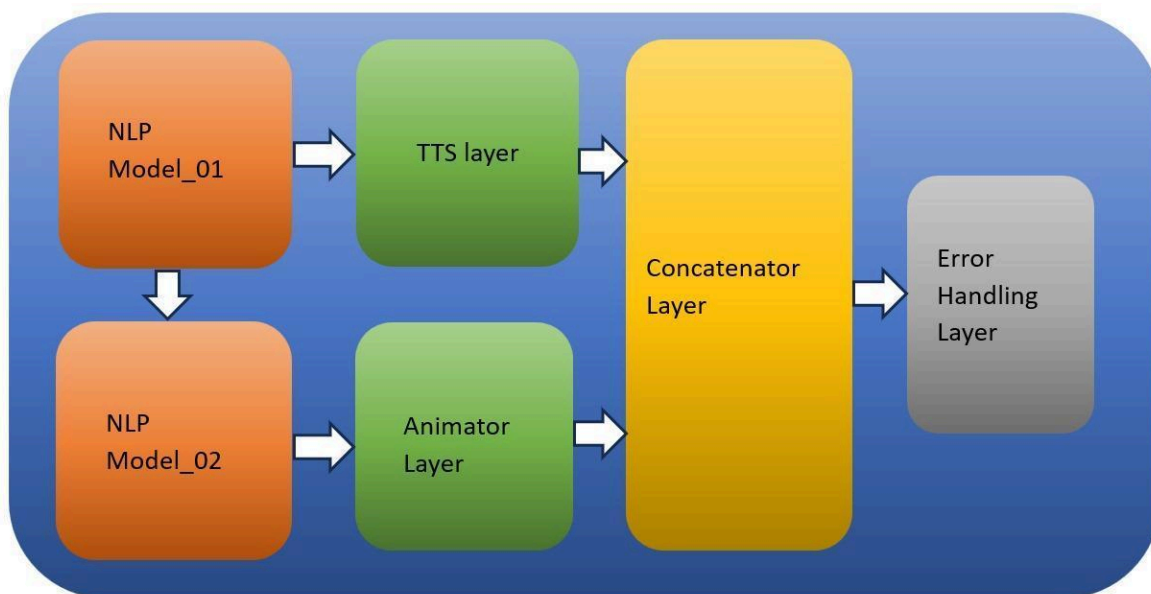 NLP
Model_01
TTS layer
NLP
Model_02
Animator
Layer
Concatenator
Layer
Error
Handling
Layer